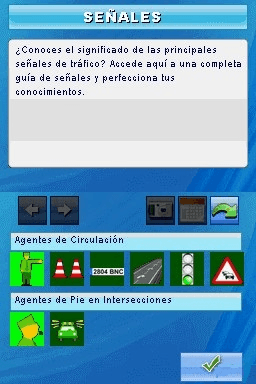 SEÑALES
¿Conoces el significado de las principales
señales de tráfico? Accede aquí a una completa
guía de señales y perfecciona tus
conocimientos.
Agentes de Circulación
2804 BNC
Agentes de Pie en Intersecciones